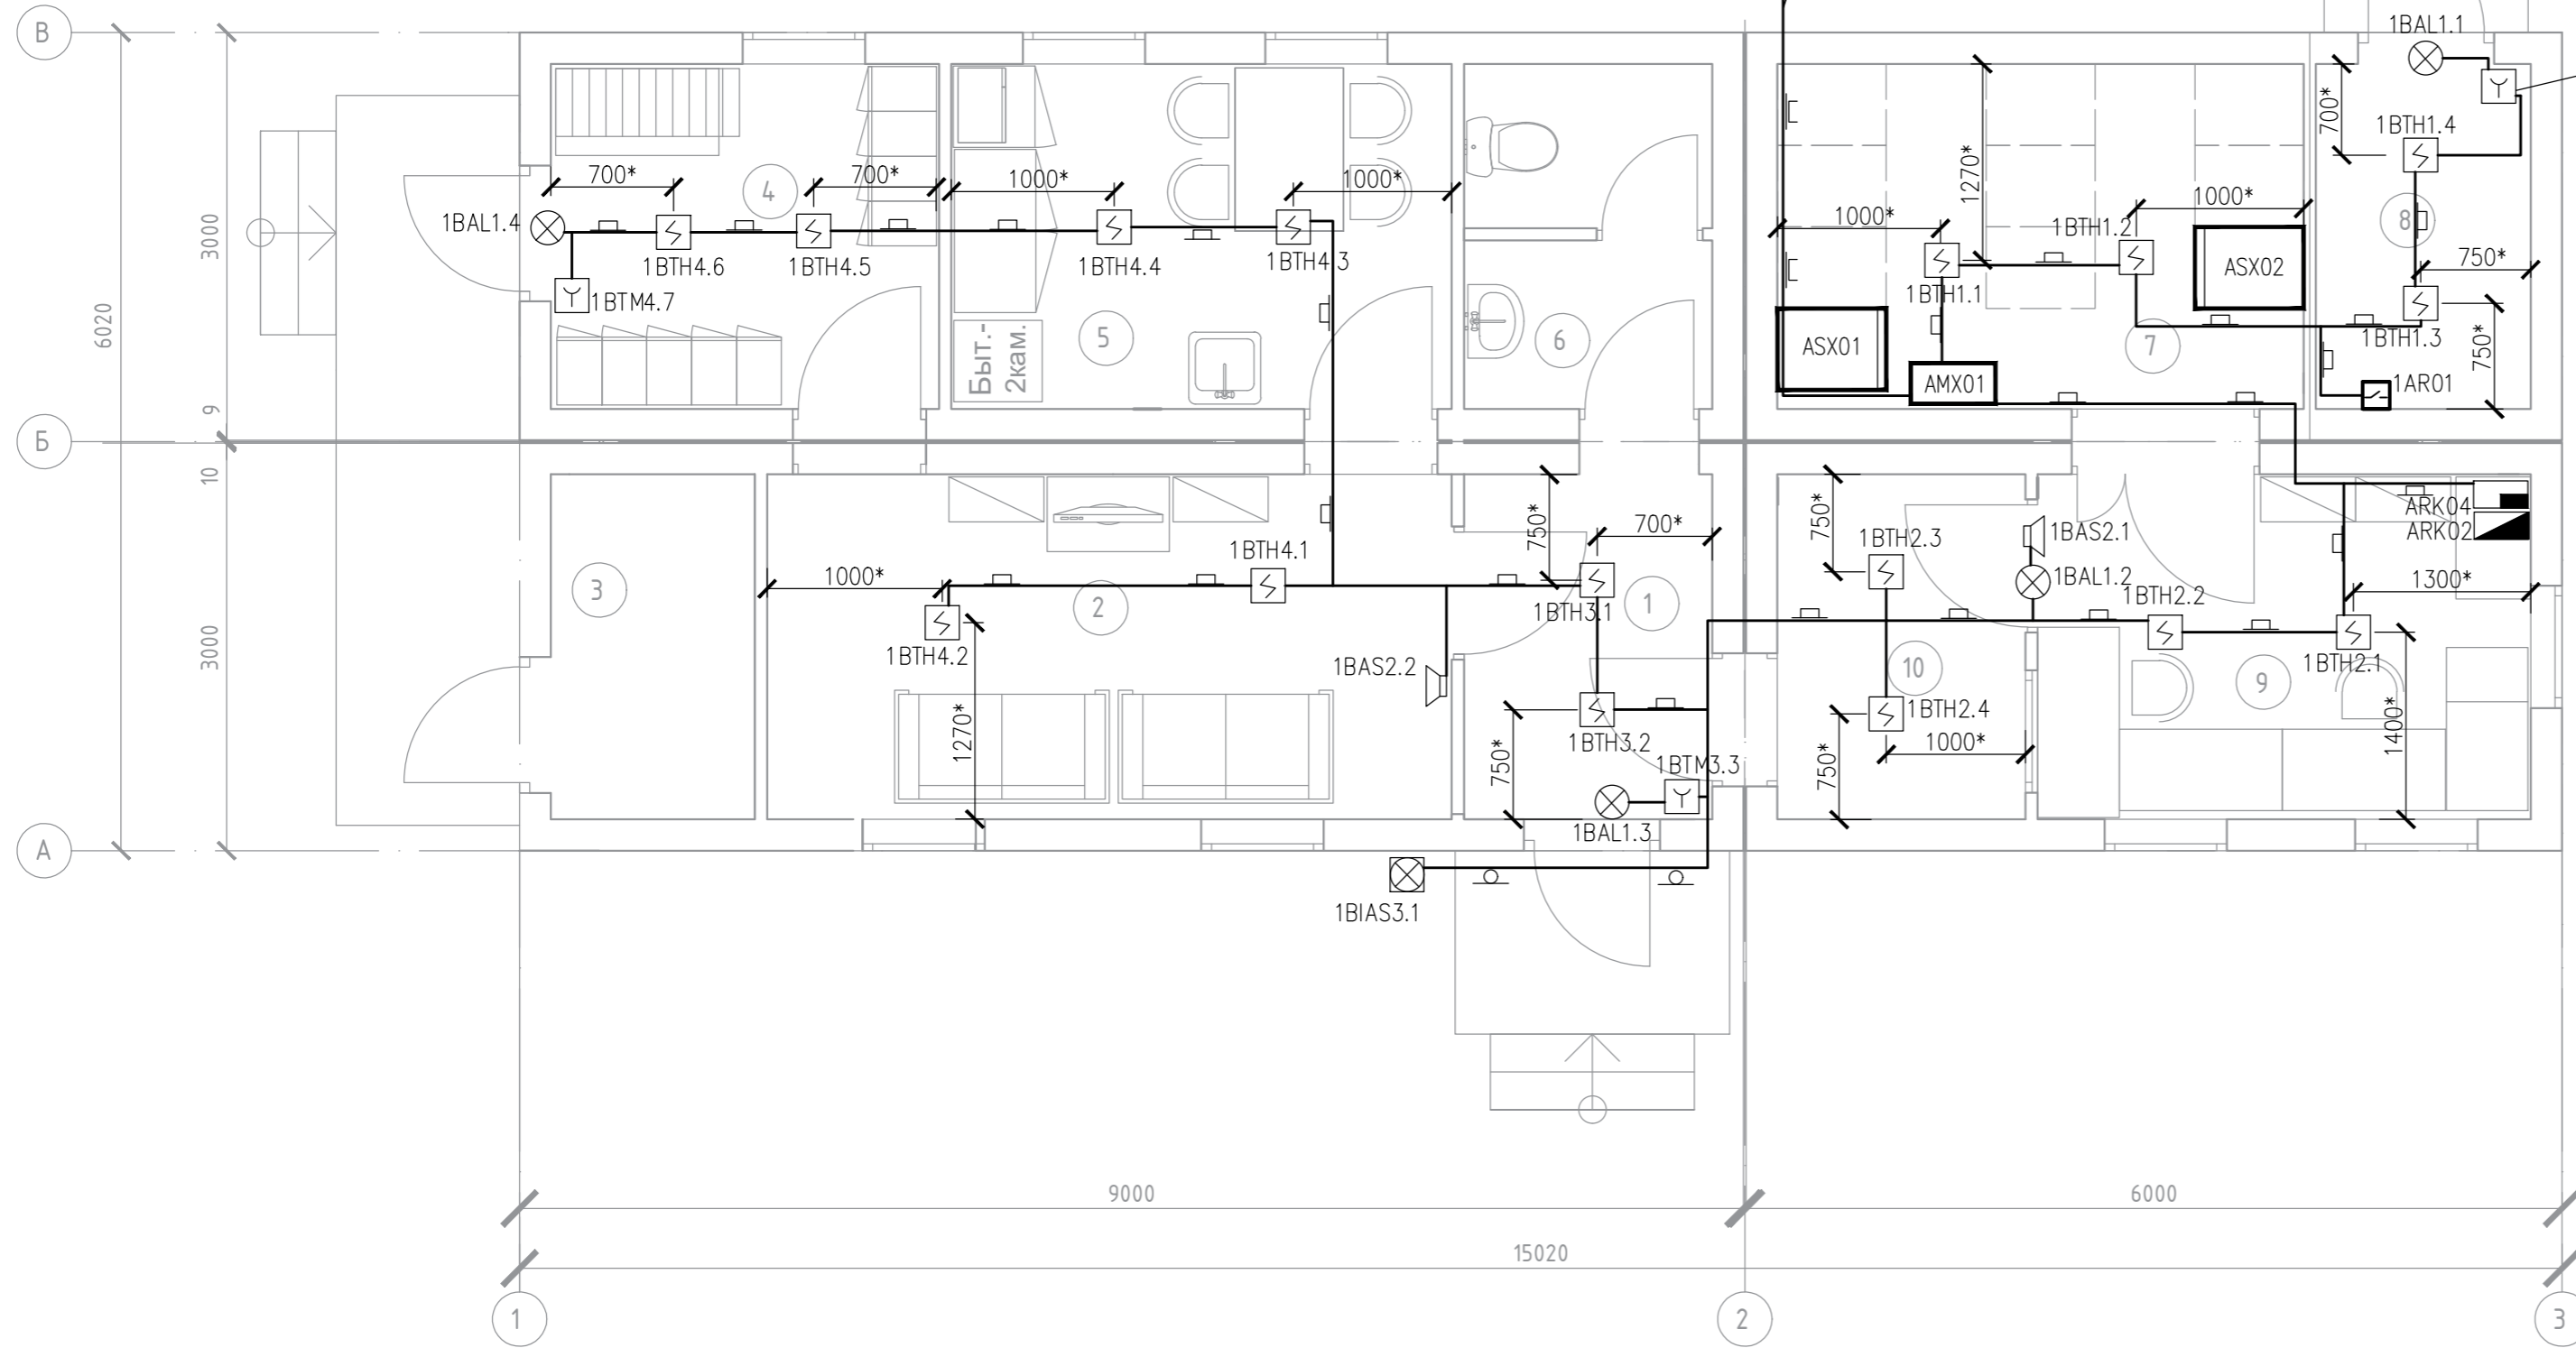 В
1BAL1.1
700*
1BTH1.4
1270*
700*
4
700*
1000*
1000*
1000*
1000*
8
1BAL1.4
1BTH1.2
3000
1BTH4.6
1BTH4.5
1BTH4.4
1BTH4.3
ASX02
750*
1BTM4.7
1BTH1.1
6020
5
6
ASX01
7
1BTH1.3
750*
Быт.-
2кам.
AMX01
1AR01
9
Б
10
ARK04
750*
700*
750*
1BTH2.3
1BAS2.1
ARK02
1BTH4.1
1000*
1BAL1.2
1300*
3
2
1BTH3.1
1
1BTH2.2
3000
1BTH4.2
1BAS2.2
10
1BTH2.1
9
1270*
1BTH2.4
1400*
750*
1BTH3.2
1000*
750*
1BTM3.3
1BAL1.3
А
1BIAS3.1
9000
6000
15020
1
2
3